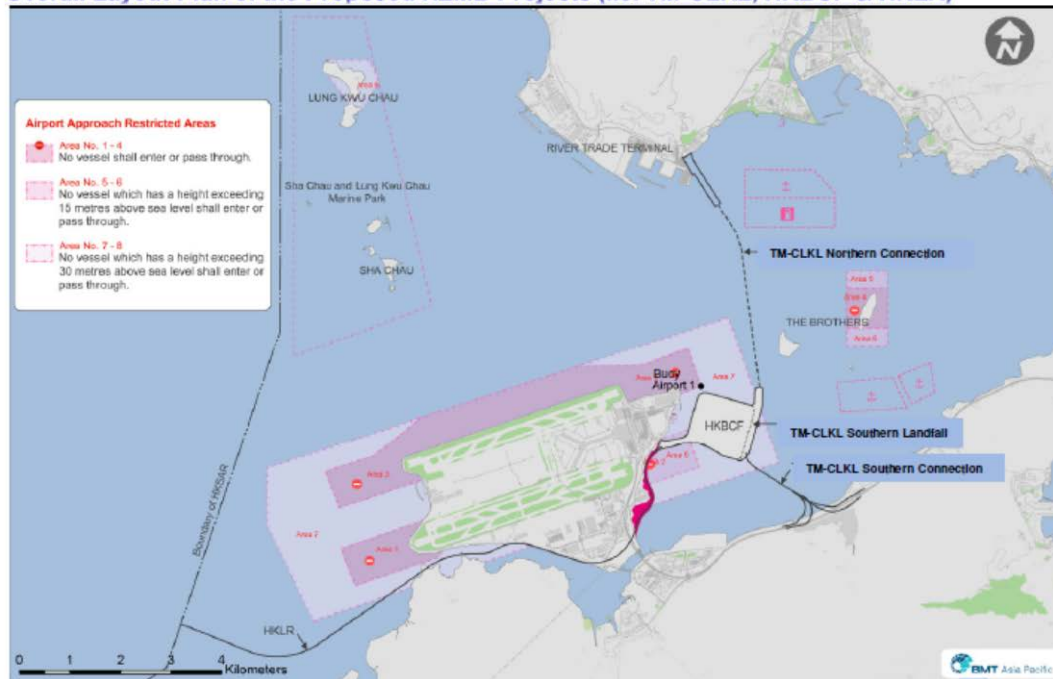 Airport Approach Restricted Areas
Area No. 1 - 4
No vessel shall enter or pass through.
Area No. 5 - 6
No vessel which has a height exceeding
15 metres above sea level shall enter or
pass through.
Area No. 7 - 8
No vessel which has a height exceeding
30 metres above sea level shall enter or
pass through.
N
LUNG KWU CHAU
RIVER TRADE TERMINAL
Sha Chau and Lung Kwu Chau
Marine Park
SHA CHAU
TM-CLKL Northern Connection
Area 5
Area 6
THE BROTHERS
Buoy
Airport 1
Area 7
HKBCF
TM-CLKL Southern Landfall
TM-CLKL Southern Connection
Area 7
Boundary of HKSAR
HKLR
0 1 2 3 4
Kilometers
BMT Asia Pacific